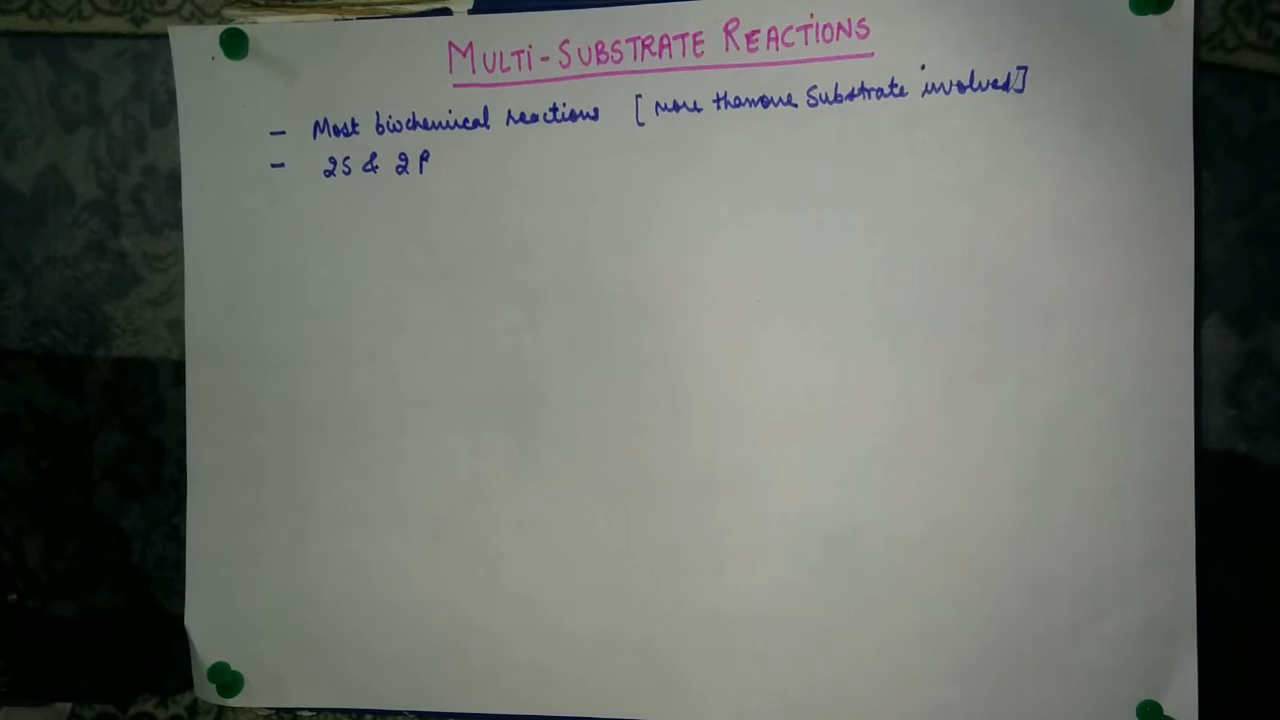 MULTI-SUBSTRATE REACTIONS
- Most biochemical reactions [more than one Substrate involved]
- 2S & 2P